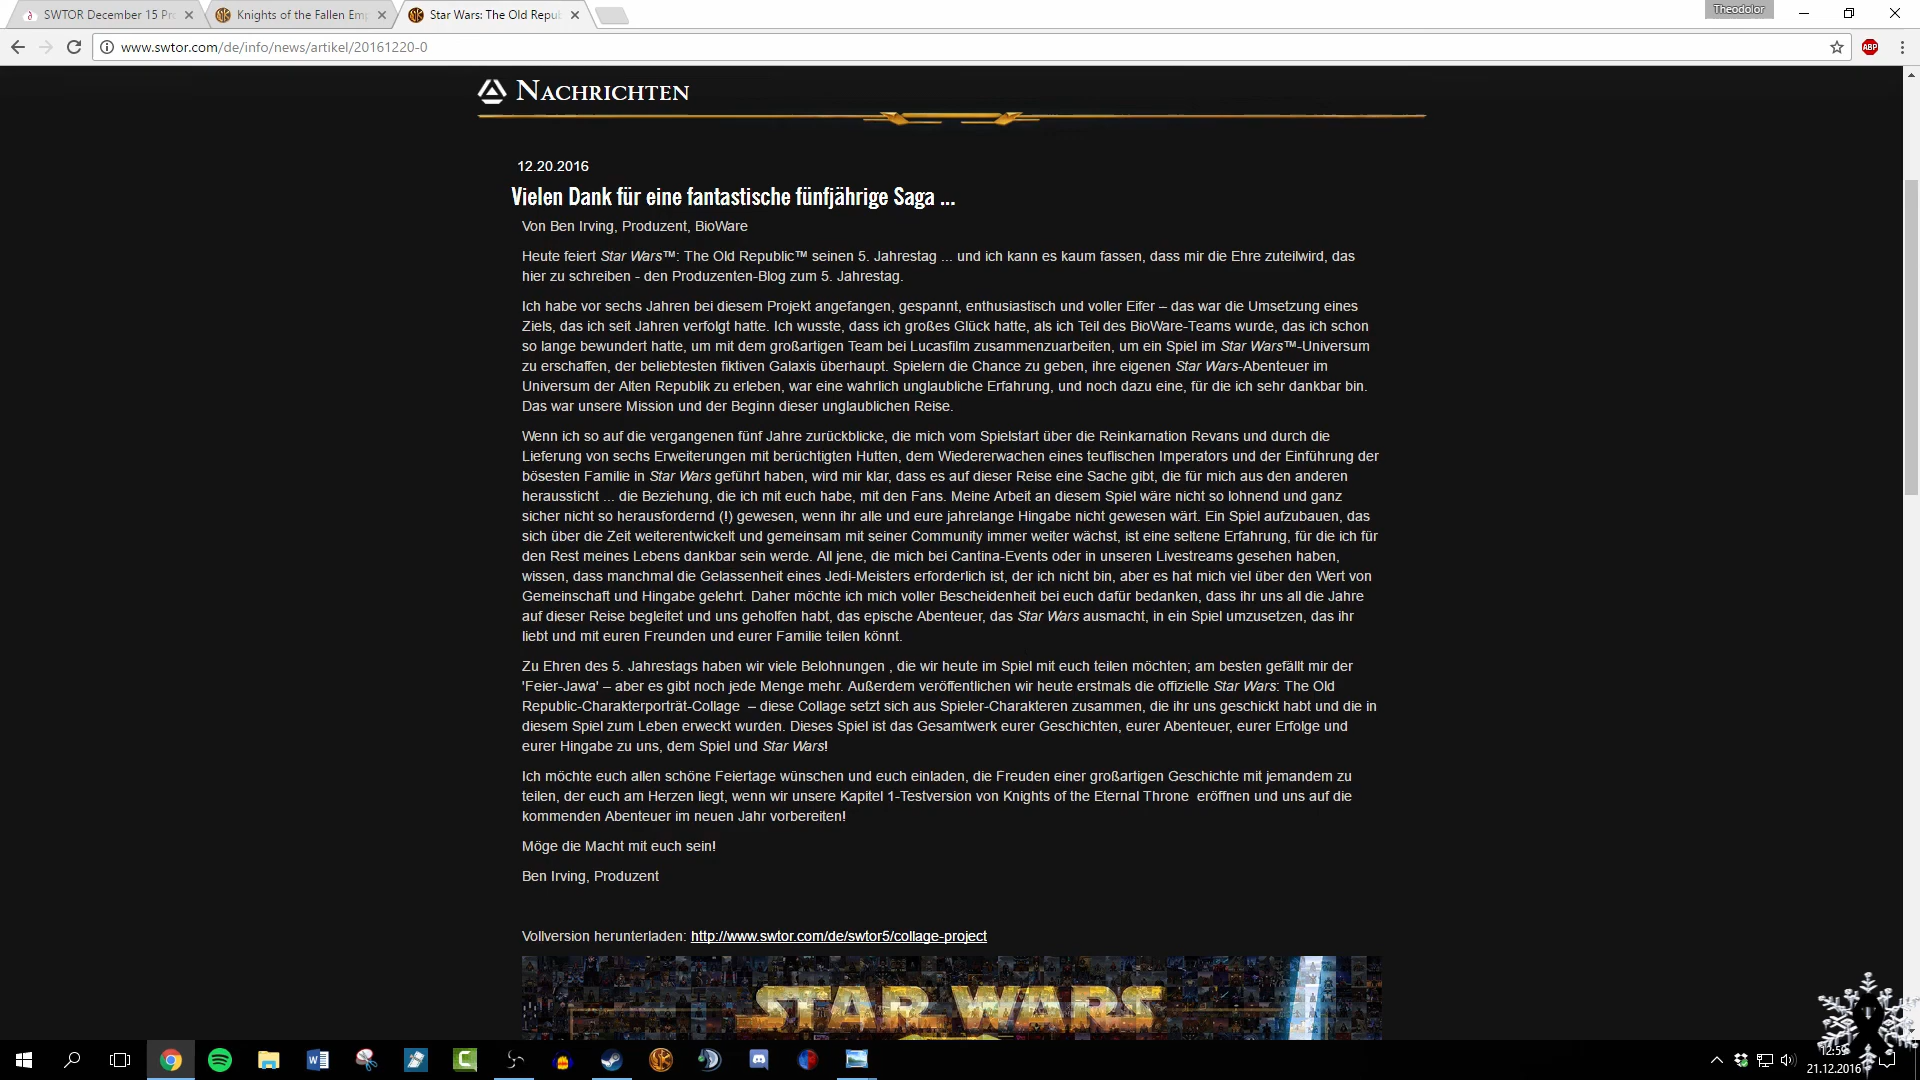 SWTOR December 15 Pr
Knights of the Fallen Emp
Star Wars: The Old Repub
Theodolor
www.swtor.com/de/info/news/artikel/20161220-0
ABP
NACHRICHTEN
12.20.2016
Vielen Dank für eine fantastische fünfjährige Saga ...
Von Ben Irving, Produzent, BioWare
Heute feiert Star Wars™: The Old Republic™ seinen 5. Jahrestag ... und ich kann es kaum fassen, dass mir die Ehre zuteilwird, das
hier zu schreiben - den Produzenten-Blog zum 5. Jahrestag.
Ich habe vor sechs Jahren bei diesem Projekt angefangen, gespannt, enthusiastisch und voller Eifer – das war die Umsetzung eines
Ziels, das ich seit Jahren verfolgt hatte. Ich wusste, dass ich großes Glück hatte, als ich Teil des BioWare-Teams wurde, das ich schon
so lange bewundert hatte, um mit dem großartigen Team bei Lucasfilm zusammenzuarbeiten, um ein Spiel im Star Wars™-Universum
zu erschaffen, der beliebtesten fiktiven Galaxis überhaupt. Spielern die Chance zu geben, ihre eigenen Star Wars-Abenteuer im
Universum der Alten Republik zu erleben, war eine wahrlich unglaubliche Erfahrung, und noch dazu eine, für die ich sehr dankbar bin.
Das war unsere Mission und der Beginn dieser unglaublichen Reise.
Wenn ich so auf die vergangenen fünf Jahre zurückblicke, die mich vom Spielstart über die Reinkarnation Revans und durch die
Lieferung von sechs Erweiterungen mit berüchtigten Hutten, dem Wiedererwachen eines teuflischen Imperators und der Einführung der
bösesten Familie in Star Wars geführt haben, wird mir klar, dass es auf dieser Reise eine Sache gibt, die für mich aus den anderen
heraussticht ... die Beziehung, die ich mit euch habe, mit den Fans. Meine Arbeit an diesem Spiel wäre nicht so lohnend und ganz
sicher nicht so herausfordernd (!) gewesen, wenn ihr alle und eure jahrelange Hingabe nicht gewesen wärt. Ein Spiel aufzubauen, das
sich über die Zeit weiterentwickelt und gemeinsam mit seiner Community immer weiter wächst, ist eine seltene Erfahrung, für die ich für
den Rest meines Lebens dankbar sein werde. All jene, die mich bei Cantina-Events oder in unseren Livestreams gesehen haben,
wissen, dass manchmal die Gelassenheit eines Jedi-Meisters erforderlich ist, der ich nicht bin, aber es hat mich viel über den Wert von
Gemeinschaft und Hingabe gelehrt. Daher möchte ich mich voller Bescheidenheit bei euch dafür bedanken, dass ihr uns all die Jahre
auf dieser Reise begleitet und uns geholfen habt, das epische Abenteuer, das Star Wars ausmacht, in ein Spiel umzusetzen, das ihr
liebt und mit euren Freunden und eurer Familie teilen könnt.
Zu Ehren des 5. Jahrestags haben wir viele Belohnungen , die wir heute im Spiel mit euch teilen möchten; am besten gefällt mir der
'Feier-Jawa' – aber es gibt noch jede Menge mehr. Außerdem veröffentlichen wir heute erstmals die offizielle Star Wars: The Old
Republic-Charakterporträt-Collage  – diese Collage setzt sich aus Spieler-Charakteren zusammen, die ihr uns geschickt habt und die in
diesem Spiel zum Leben erweckt wurden. Dieses Spiel ist das Gesamtwerk eurer Geschichten, eurer Abenteuer, eurer Erfolge und
eurer Hingabe zu uns, dem Spiel und Star Wars!
Ich möchte euch allen schöne Feiertage wünschen und euch einladen, die Freuden einer großartigen Geschichte mit jemandem zu
teilen, der euch am Herzen liegt, wenn wir unsere Kapitel 1-Testversion von Knights of the Eternal Throne  eröffnen und uns auf die
kommenden Abenteuer im neuen Jahr vorbereiten!
Möge die Macht mit euch sein!
Ben Irving, Produzent
Vollversion herunterladen: http://www.swtor.com/de/swtor5/collage-project
STAR WARS
12:59
21.12.2016